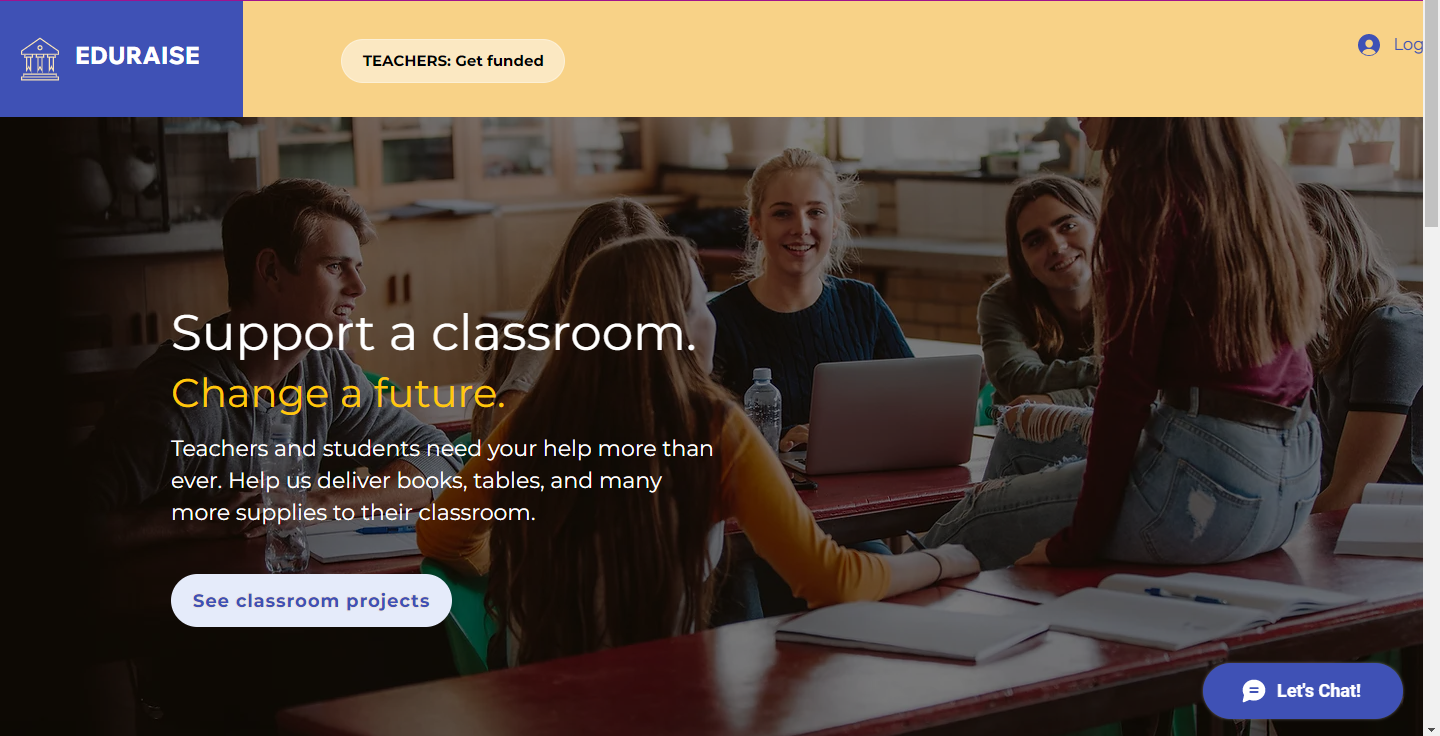 EDURAISE
TEACHERS: Get funded
Log
Support a classroom.
Change a future.
Teachers and students need your help more than
ever. Help us deliver books, tables, and many
more supplies to their classroom.
See classroom projects
Let's Chat!